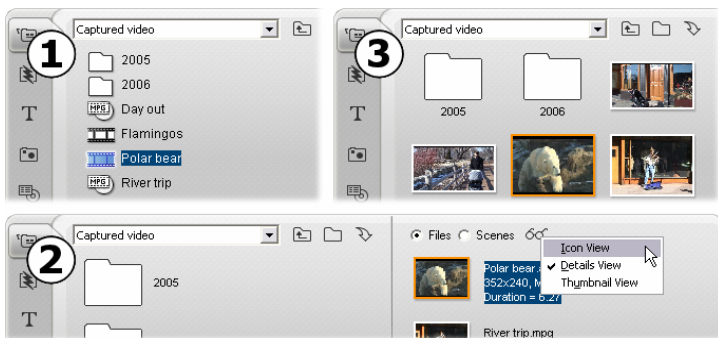 1
Captured video
2005
2006
MPG Day out
Flamingos
Polar bear
MPG River trip
T
3
Captured video
2005
2006
T
2
Captured video
2005
T
Files Scenes
Icon View
Details View
Thumbnail View
Polar bear.
352x240, M
Duration = 6.27
River trip.mpg